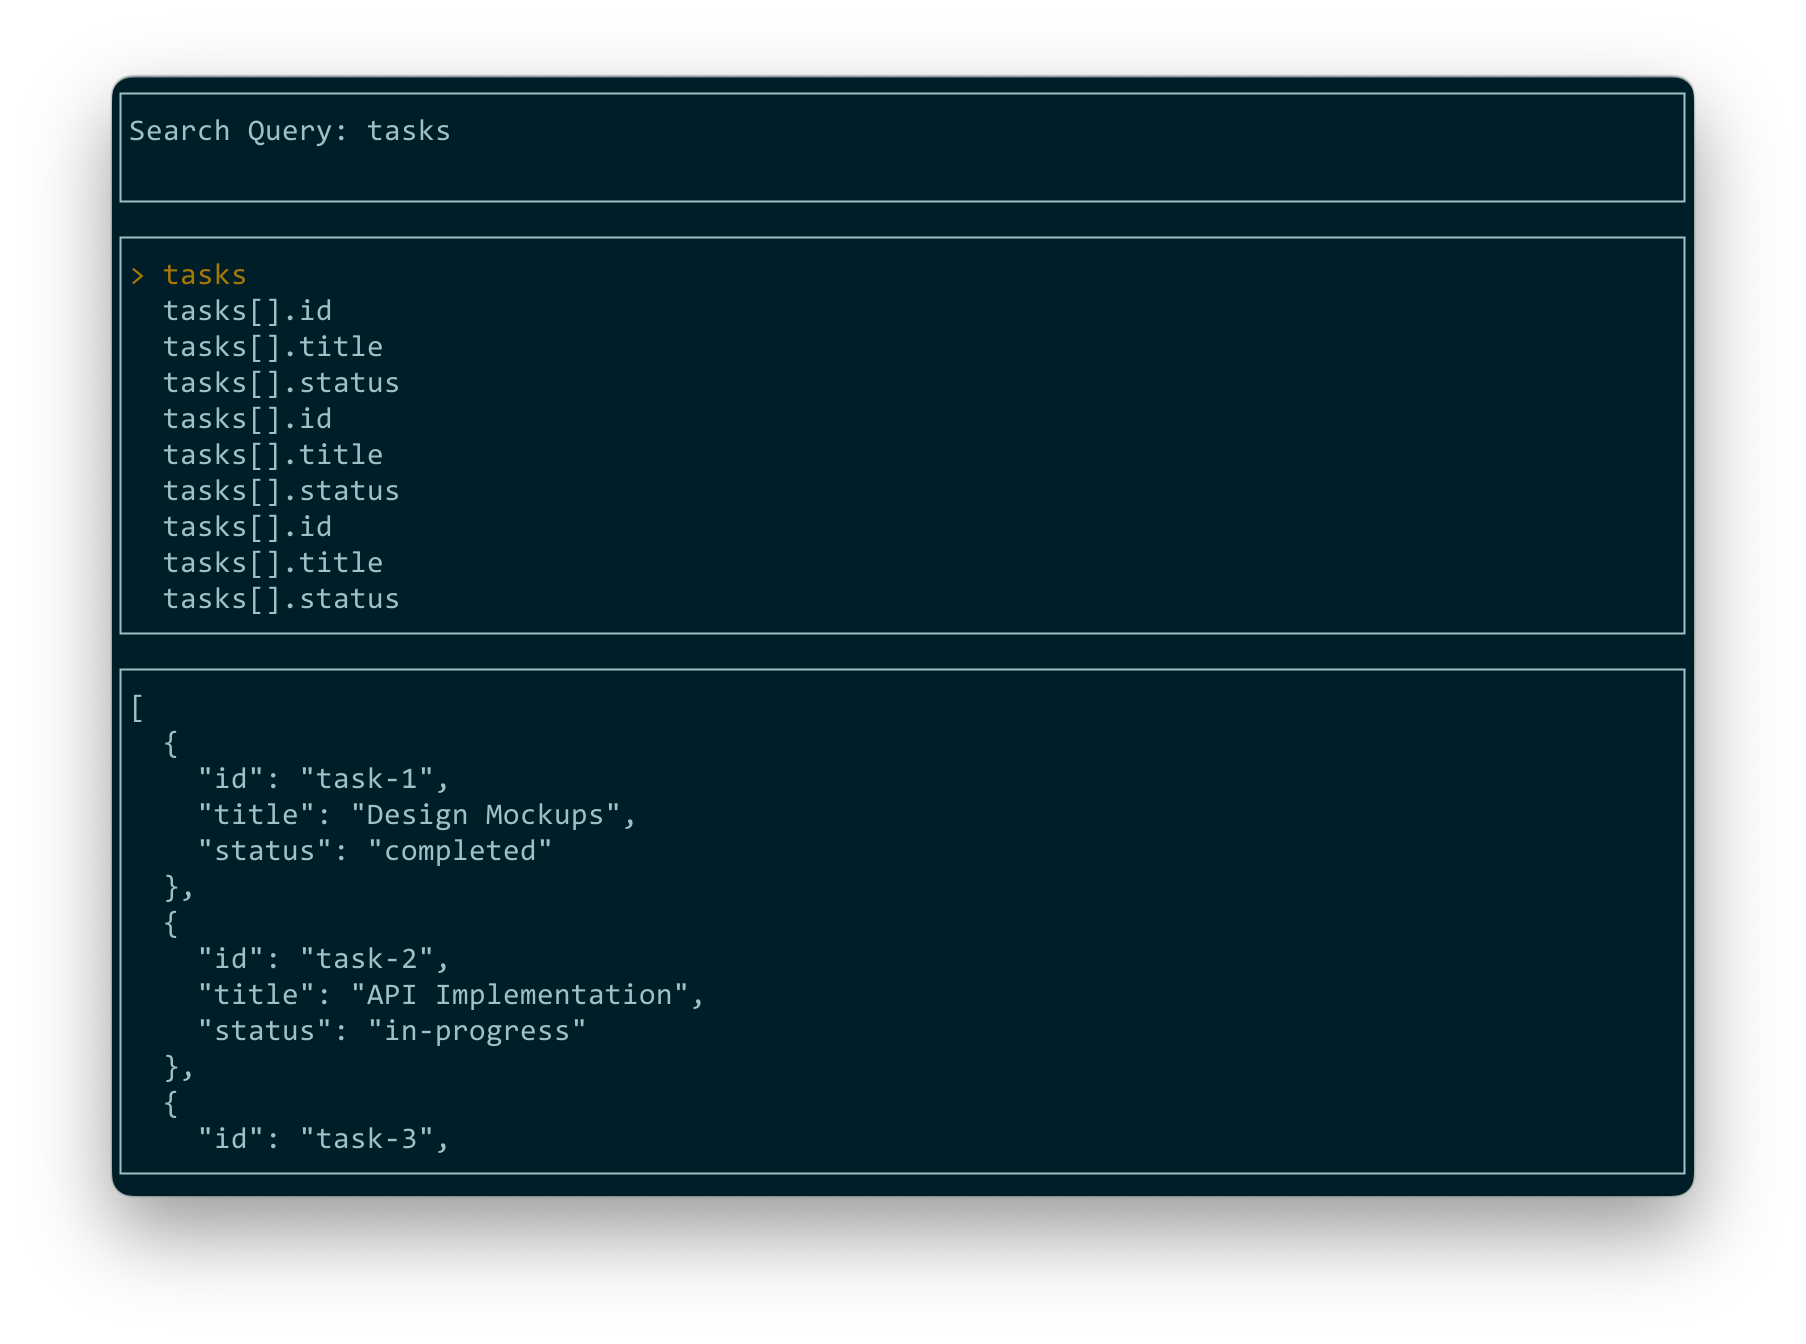 Search Query: tasks
> tasks
  tasks[].id
  tasks[].title
  tasks[].status
  tasks[].id
  tasks[].title
  tasks[].status
  tasks[].id
  tasks[].title
  tasks[].status
[
  {
    "id": "task-1",
    "title": "Design Mockups",
    "status": "completed"
  },
  {
    "id": "task-2",
    "title": "API Implementation",
    "status": "in-progress"
  },
  {
    "id": "task-3",